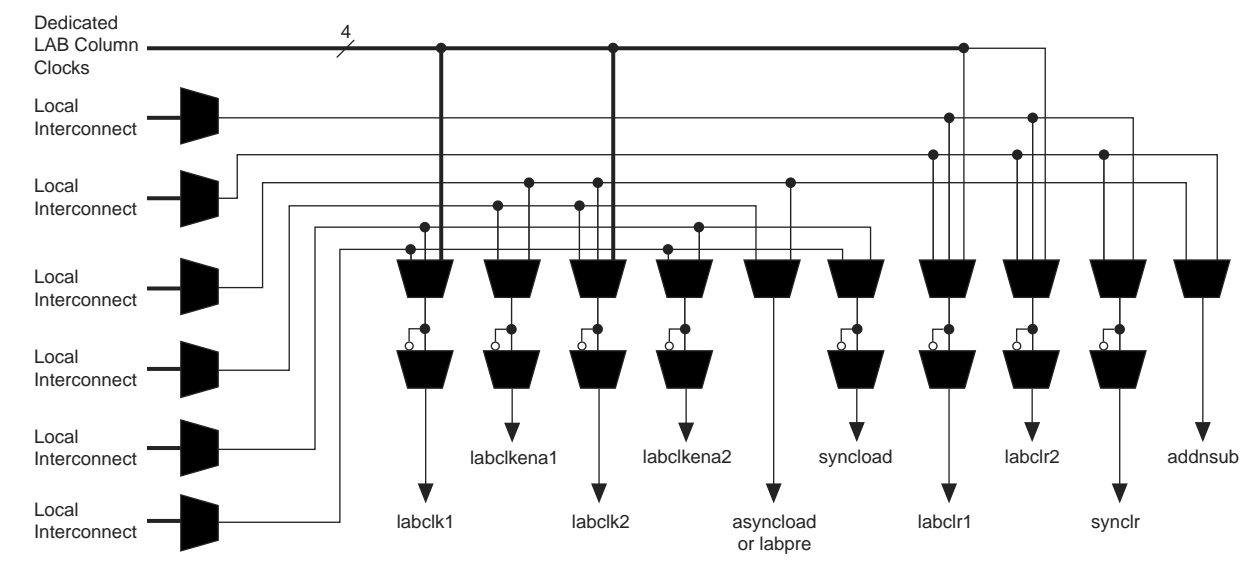 Dedicated
LAB Column
Clocks
4
Local
Interconnect
Local
Interconnect
Local
Interconnect
Local
Interconnect
Local
Interconnect
Local
Interconnect
labclkena1
labclkena2
syncload
labclr2
addnsub
labclk1
labclk2
asyncload
or labpre
labclr1
synclr